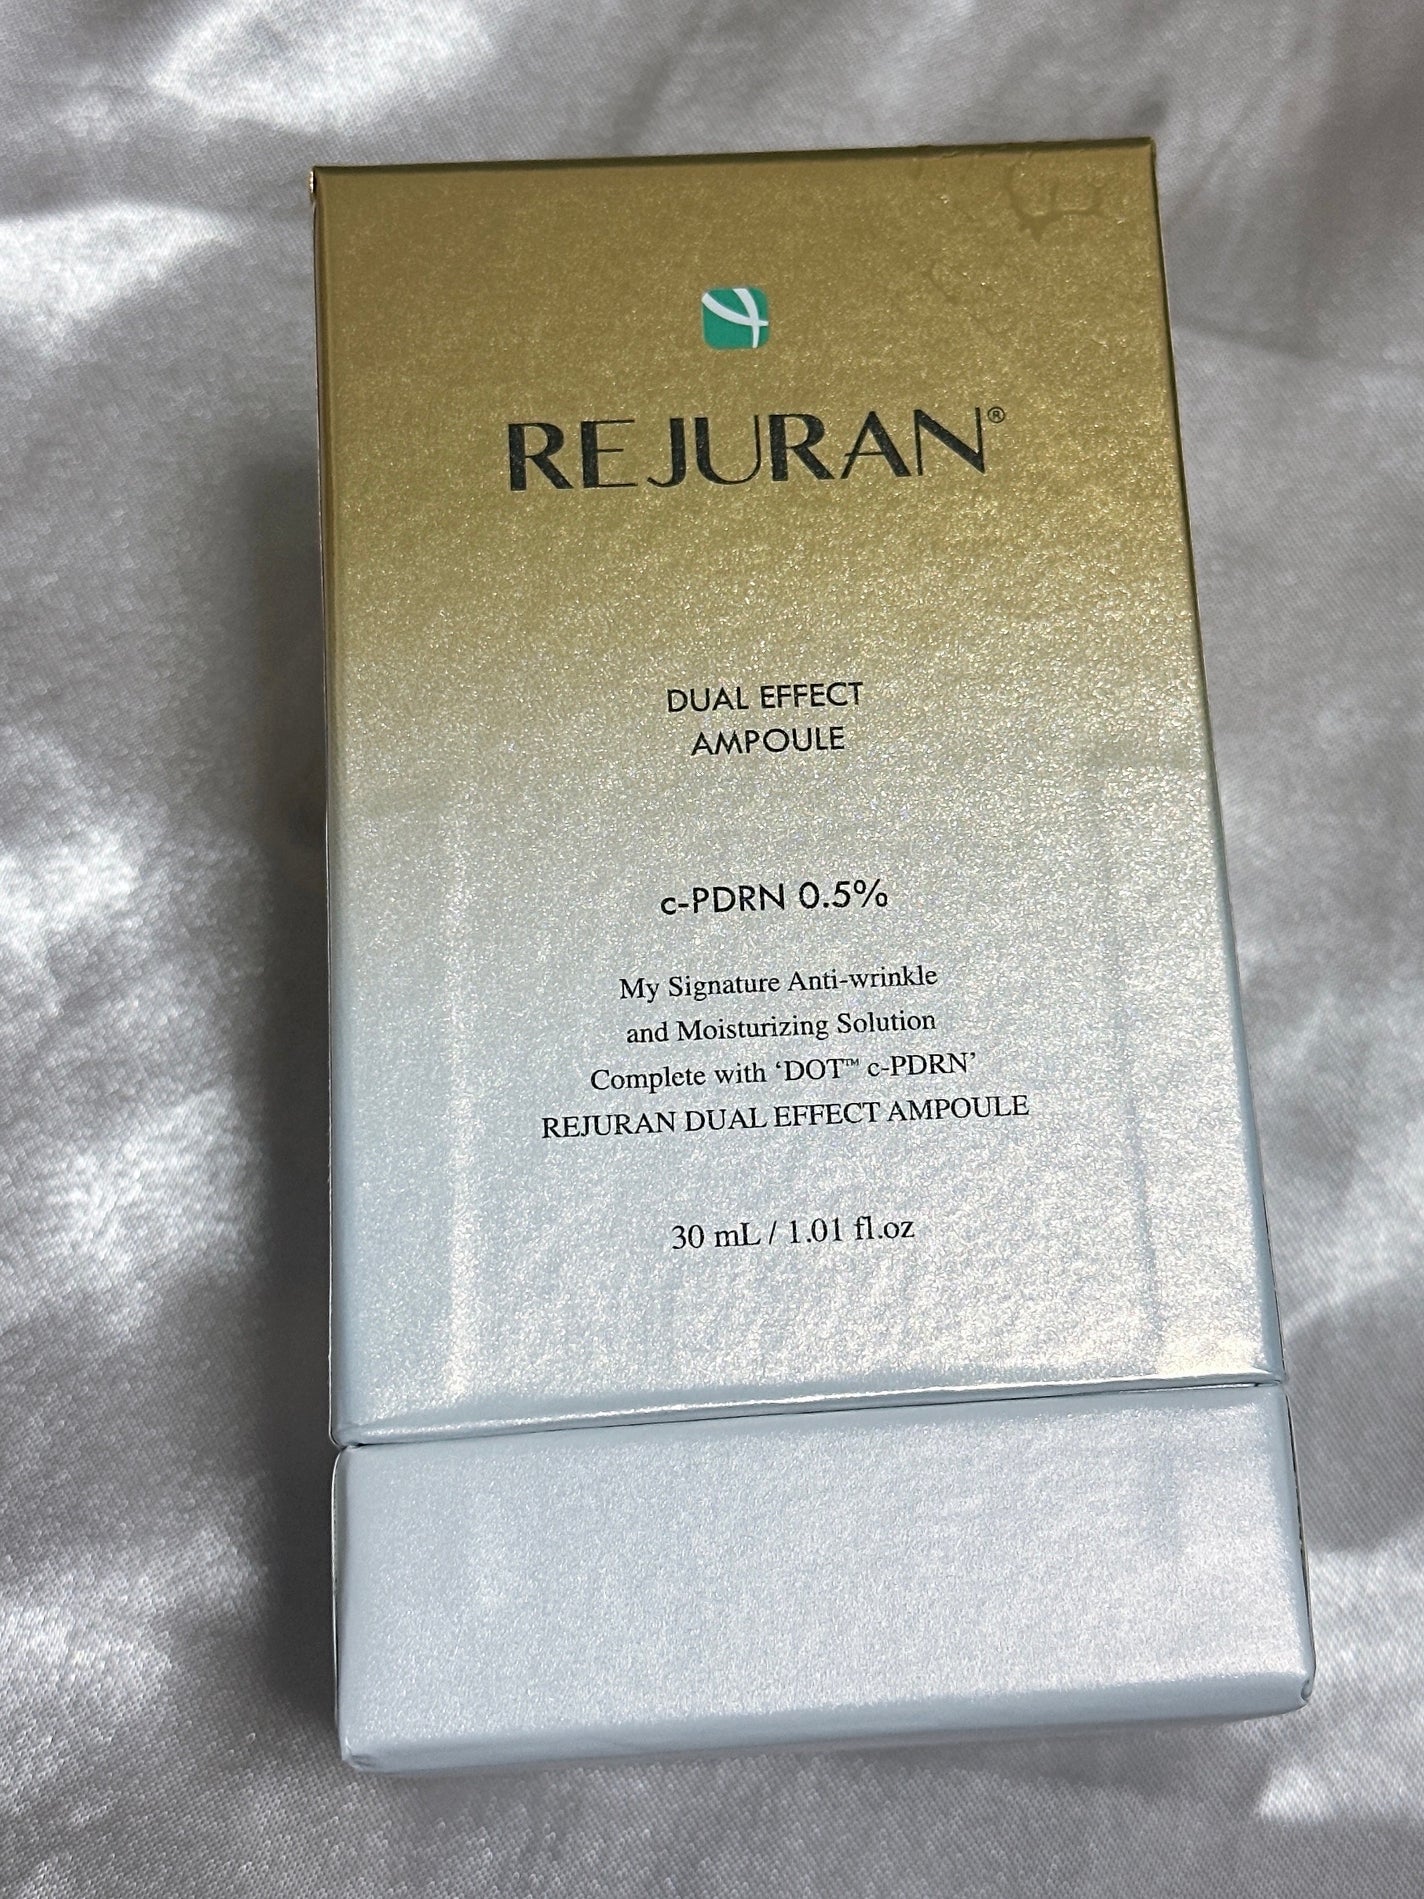 REJURAN®
DUAL EFFECT
AMPOULE
c-PDRN 0.5%
My Signature Anti-wrinkle
and Moisturizing Solution
Complete with ‘DOT™ c-PDRN’
REJURAN DUAL EFFECT AMPOULE
30 mL / 1.01 fl.oz